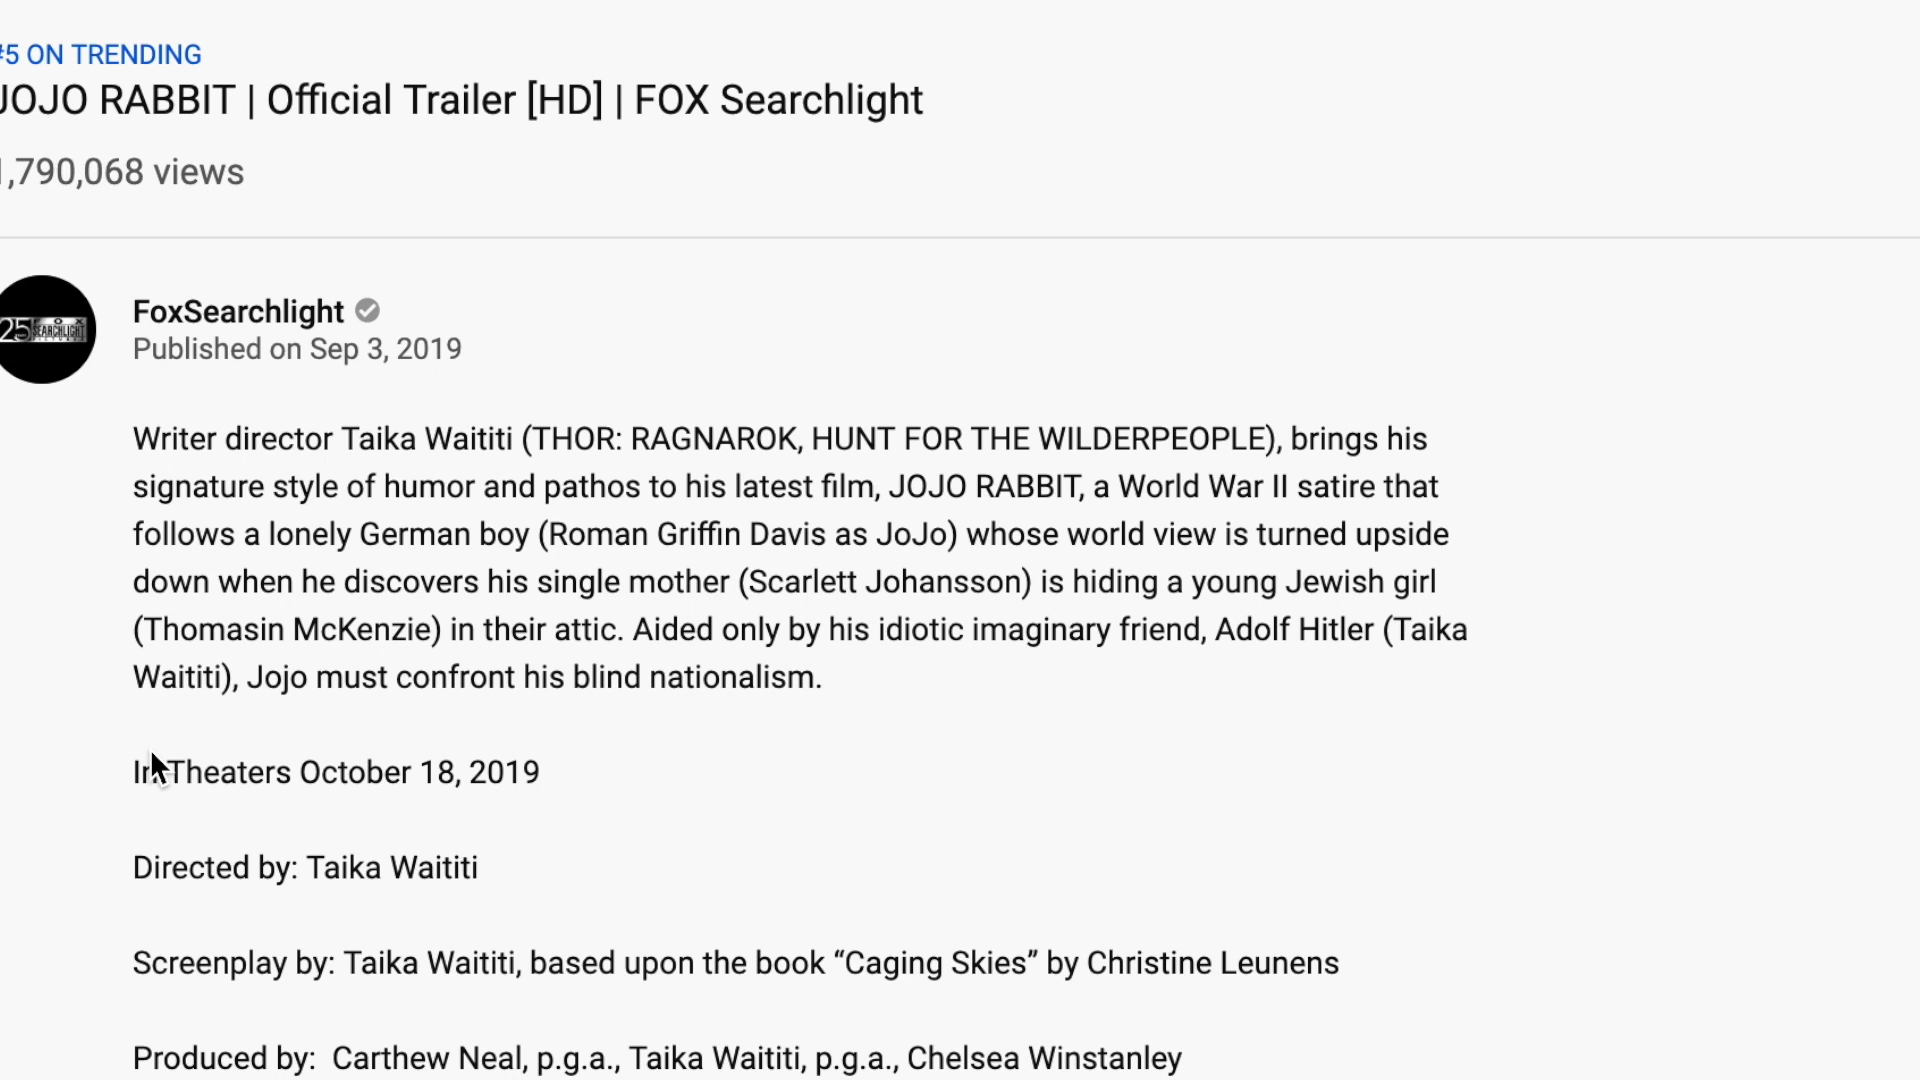 #5 ON TRENDING
JOJO RABBIT | Official Trailer [HD] | FOX Searchlight
1,790,068 views
25 FOX
SEARCHLIGHT
PICTURES
FoxSearchlight
Published on Sep 3, 2019
Writer director Taika Waititi (THOR: RAGNAROK, HUNT FOR THE WILDERPEOPLE), brings his
signature style of humor and pathos to his latest film, JOJO RABBIT, a World War II satire that
follows a lonely German boy (Roman Griffin Davis as JoJo) whose world view is turned upside
down when he discovers his single mother (Scarlett Johansson) is hiding a young Jewish girl
(Thomasin McKenzie) in their attic. Aided only by his idiotic imaginary friend, Adolf Hitler (Taika
Waititi), Jojo must confront his blind nationalism.
In Theaters October 18, 2019
Directed by: Taika Waititi
Screenplay by: Taika Waititi, based upon the book “Caging Skies” by Christine Leunens
Produced by:  Carthew Neal, p.g.a., Taika Waititi, p.g.a., Chelsea Winstanley